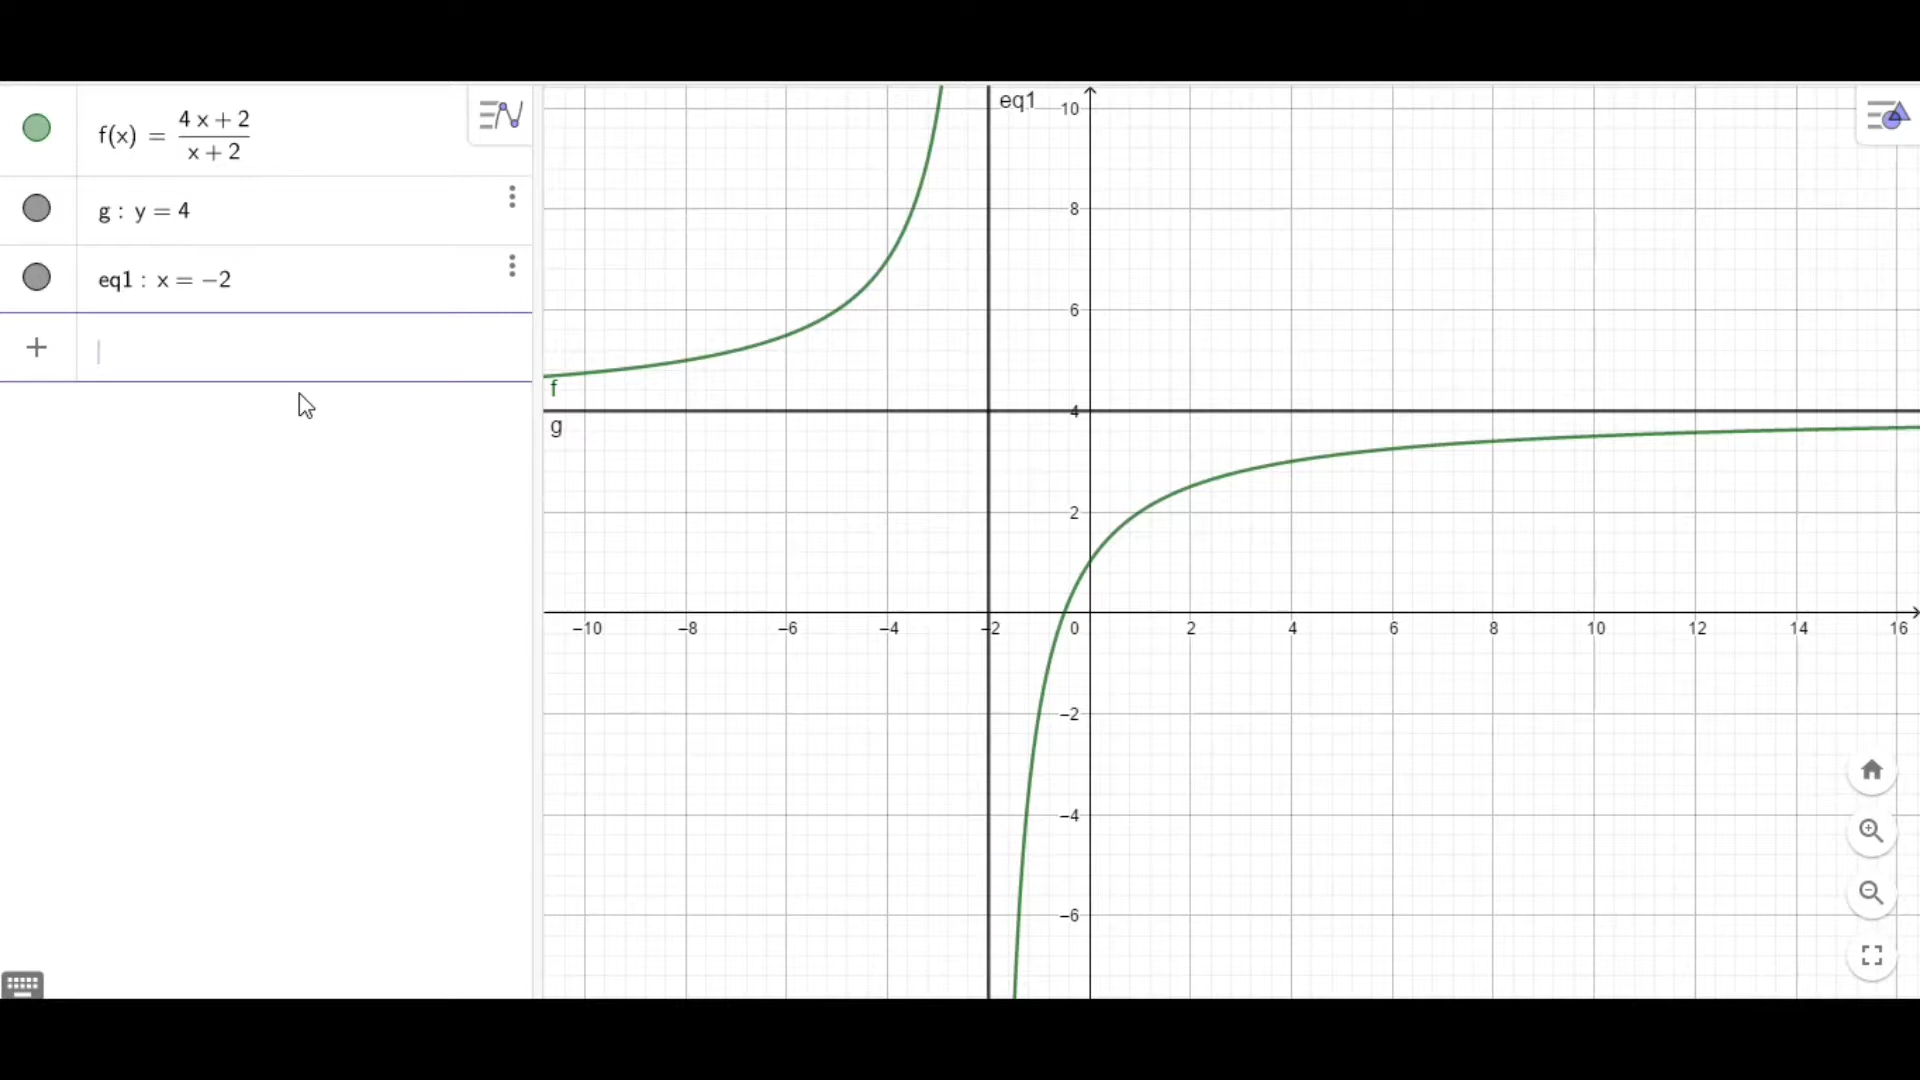 f(x) = (4 x + 2)/(x + 2)
g : y = 4
eq1 : x = −2
+
eq1
10
8
6
f
4
g
2
−10 −8 −6 −4 −2 0 2 4 6 8 10 12 14 16
−2
−4
−6